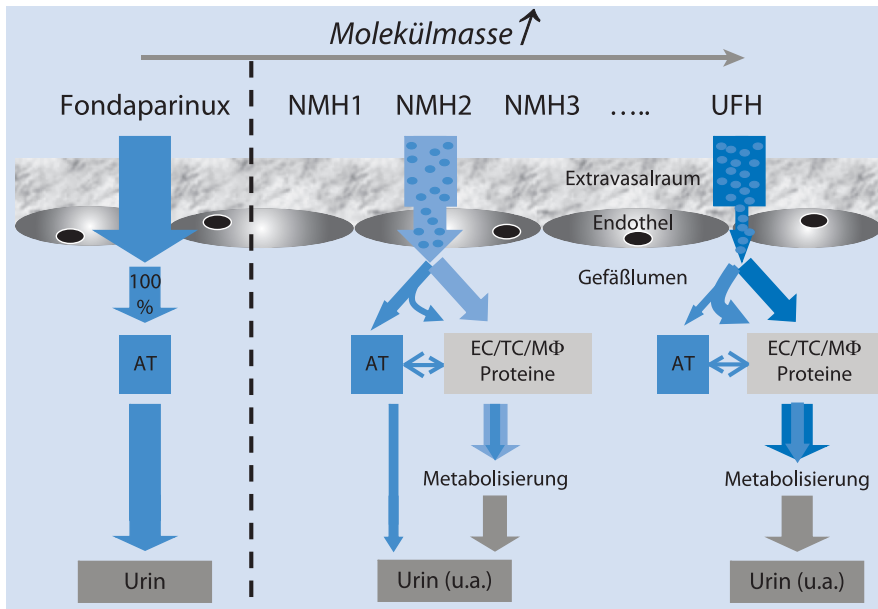 Molekülmasse
Fondaparinux NMH1 NMH2 NMH3 ..... UFH
Extravasalraum
Endothel
Gefäßlumen
100
%
AT
AT
EC/TC/MΦ
Proteine
AT
EC/TC/MΦ
Proteine
Metabolisierung
Metabolisierung
Urin
Urin (u.a.)
Urin (u.a.)